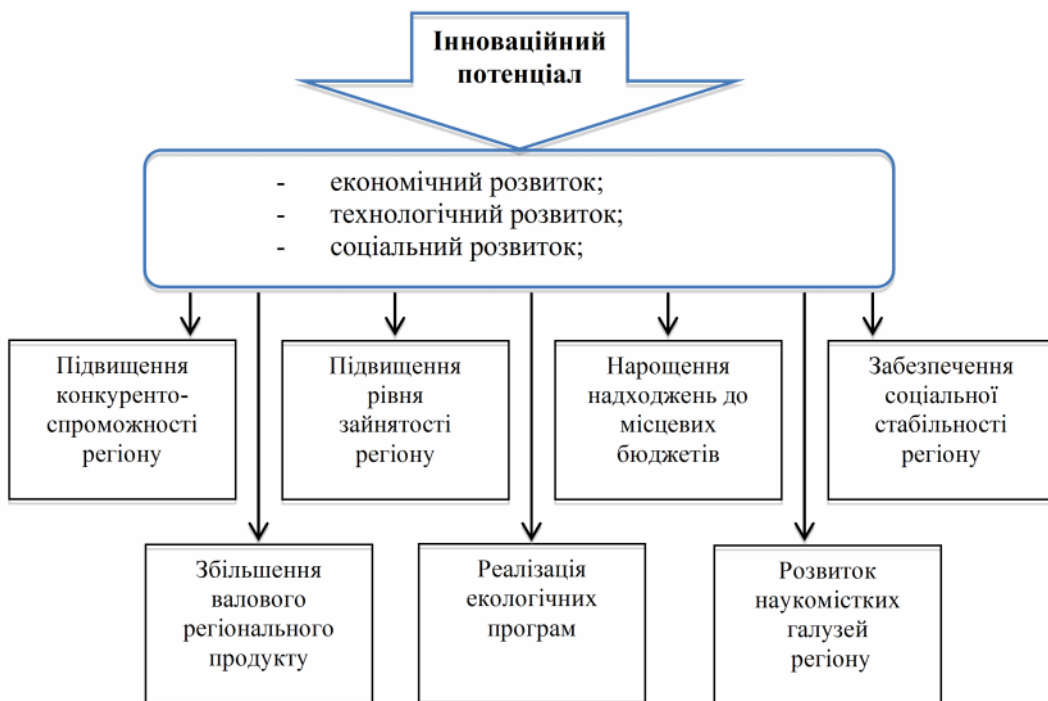 Інноваційний
потенціал
- економічний розвиток;
- технологічний розвиток;
- соціальний розвиток;
Підвищення
конкуренто-
спроможності
регіону
Підвищення
рівня
зайнятості
регіону
Нарощення
надходжень до
місцевих
бюджетів
Забезпечення
соціальної
стабільності
регіону
Збільшення
валового
регіонального
продукту
Реалізація
екологічних
програм
Розвиток
наукомістких
галузей
регіону